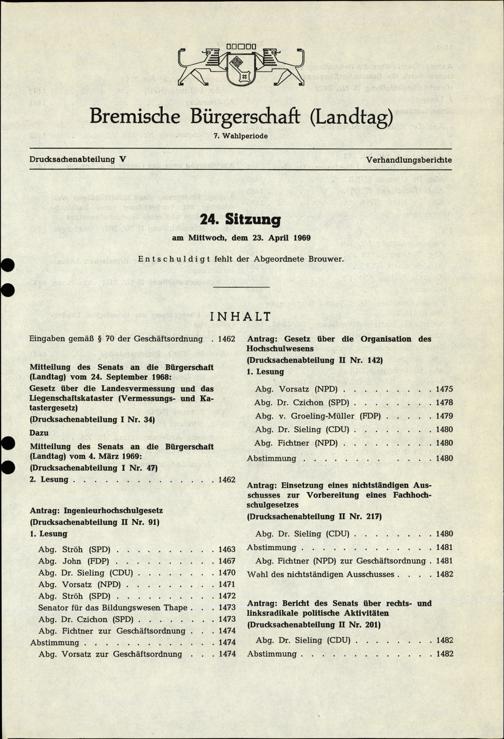 Bremische Bürgerschaft (Landtag)
7. Wahlperiode
Drucksachenabteilung V
Verhandlungsberichte
24. Sitzung
am Mittwoch, dem 23. April 1969
Entschuldigt fehlt der Abgeordnete Brouwer.
INHALT
Eingaben gemäß § 70 der Geschäftsordnung . 1462
Mitteilung des Senats an die Bürgerschaft
(Landtag) vom 24. September 1968:
Gesetz über die Landesvermessung und das
Liegenschaftskataster (Vermessungs- und Ka-
tastergesetz)
(Drucksachenabteilung I Nr. 34)
Dazu
Mitteilung des Senats an die Bürgerschaft
(Landtag) vom 4. März 1969:
(Drucksachenabteilung I Nr. 47)
2. Lesung . . . . . . . . . . . . . . 1462
Antrag: Ingenieurhochschulgesetz
(Drucksachenabteilung II Nr. 91)
1. Lesung
Abg. Ströh (SPD) . . . . . . . . . . 1463
Abg. John (FDP) . . . . . . . . . . 1467
Abg. Dr. Sieling (CDU) . . . . . . . . 1470
Abg. Vorsatz (NPD) . . . . . . . . . 1471
Abg. Ströh (SPD) . . . . . . . . . . 1472
Senator für das Bildungswesen Thape . . . 1473
Abg. Dr. Czichon (SPD) . . . . . . . . 1473
Abg. Fichtner zur Geschäftsordnung . . . 1474
Abstimmung . . . . . . . . . . . . . 1474
Abg. Vorsatz zur Geschäftsordnung . . . 1474
Antrag: Gesetz über die Organisation des
Hochschulwesens
(Drucksachenabteilung II Nr. 142)
1. Lesung
Abg. Vorsatz (NPD) . . . . . . . . . 1475
Abg. Dr. Czichon (SPD) . . . . . . . . 1478
Abg. v. Groeling-Müller (FDP) . . . . . 1479
Abg. Dr. Sieling (CDU) . . . . . . . . 1480
Abg. Fichtner (NPD) . . . . . . . . . 1480
Abstimmung . . . . . . . . . . . . . 1480
Antrag: Einsetzung eines nichtständigen Aus-
schusses zur Vorbereitung eines Fachhoch-
schulgesetzes
(Drucksachenabteilung II Nr. 217)
Abg. Dr. Sieling (CDU) . . . . . . . . 1480
Abstimmung . . . . . . . . . . . . . 1481
Abg. Fichtner (NPD) zur Geschäftsordnung . 1481
Wahl des nichtständigen Ausschusses . . . 1482
Antrag: Bericht des Senats über rechts- und
linksradikale politische Aktivitäten
(Drucksachenabteilung II Nr. 201)
Abg. Dr. Sieling (CDU) . . . . . . . . 1482
Abstimmung . . . . . . . . . . . . . 1482